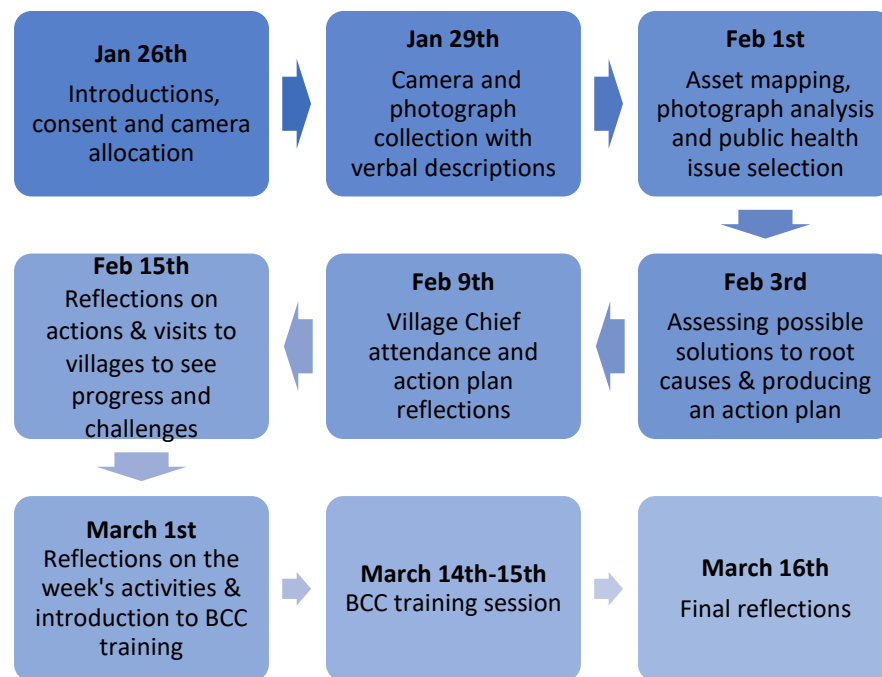 Jan 26th
Introductions,
consent and camera
allocation
Jan 29th
Camera and
photograph
collection with
verbal descriptions
Feb 1st
Asset mapping,
photograph analysis
and public health
issue selection
Feb 3rd
Assessing possible
solutions to root
causes & producing
an action plan
Feb 9th
Village Chief
attendance and
action plan
reflections
Feb 15th
Reflections on
actions & visits to
villages to see
progress and
challenges
March 1st
Reflections on the
week's activities &
introduction to BCC
training
March 14th-15th
BCC training session
March 16th
Final reflections